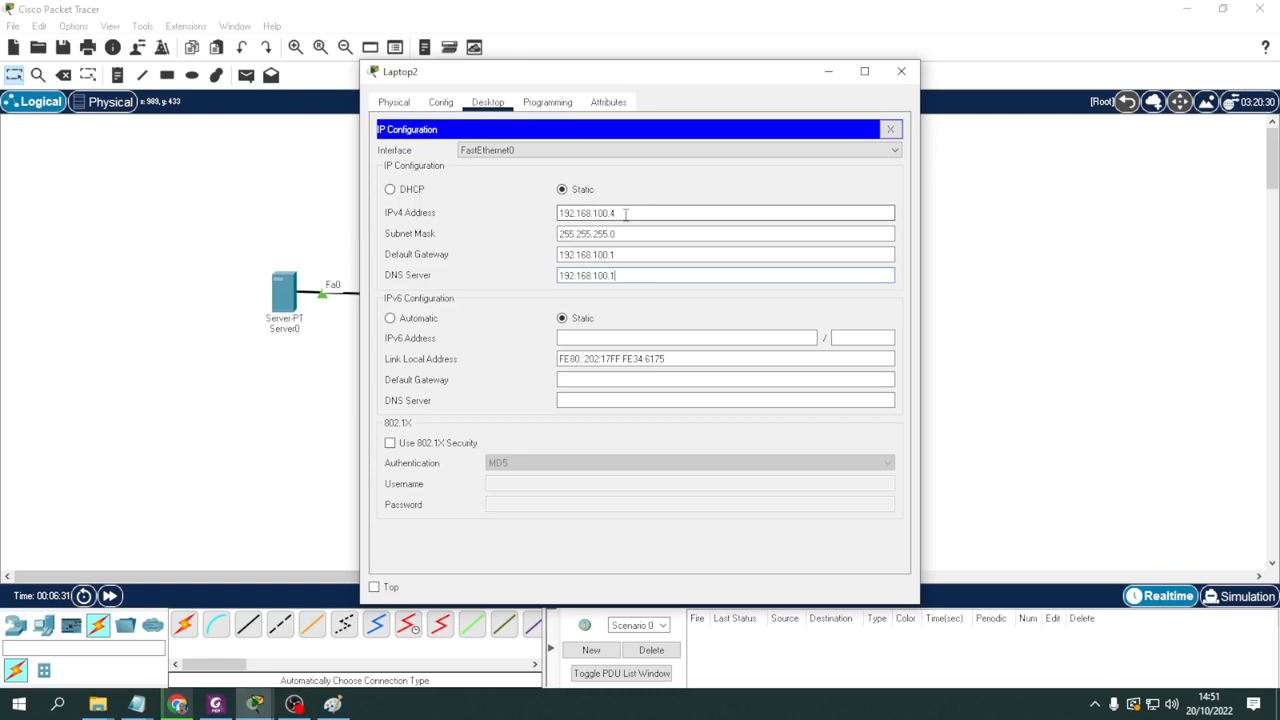 Cisco Packet Tracer
File Edit Options View Tools Extensions Window Help
?
Logical Physical x: 989, y: 433 [Root] 03:20:30
Laptop2
Physical Config Desktop Programming Attributes
IP Configuration X
Interface FastEthernet0
IP Configuration
DHCP Static
IPv4 Address 192.168.100.4
Subnet Mask 255.255.255.0
Default Gateway 192.168.100.1
DNS Server 192.168.100.1
IPv6 Configuration
Automatic Static
IPv6 Address /
Link Local Address FE80::202:17FF:FE34:6175
Default Gateway
DNS Server
802.1X
Use 802.1X Security
Authentication MD5
Username
Password
Top
Fa0
Server-PT
Server0
Time: 00:06:31 Realtime Simulation
Scenario 0
New Delete
Toggle PDU List Window
Fire Last Status Source Destination Type Color Time(sec) Periodic Num Edit Delete
Automatically Choose Connection Type
14:51
20/10/2022